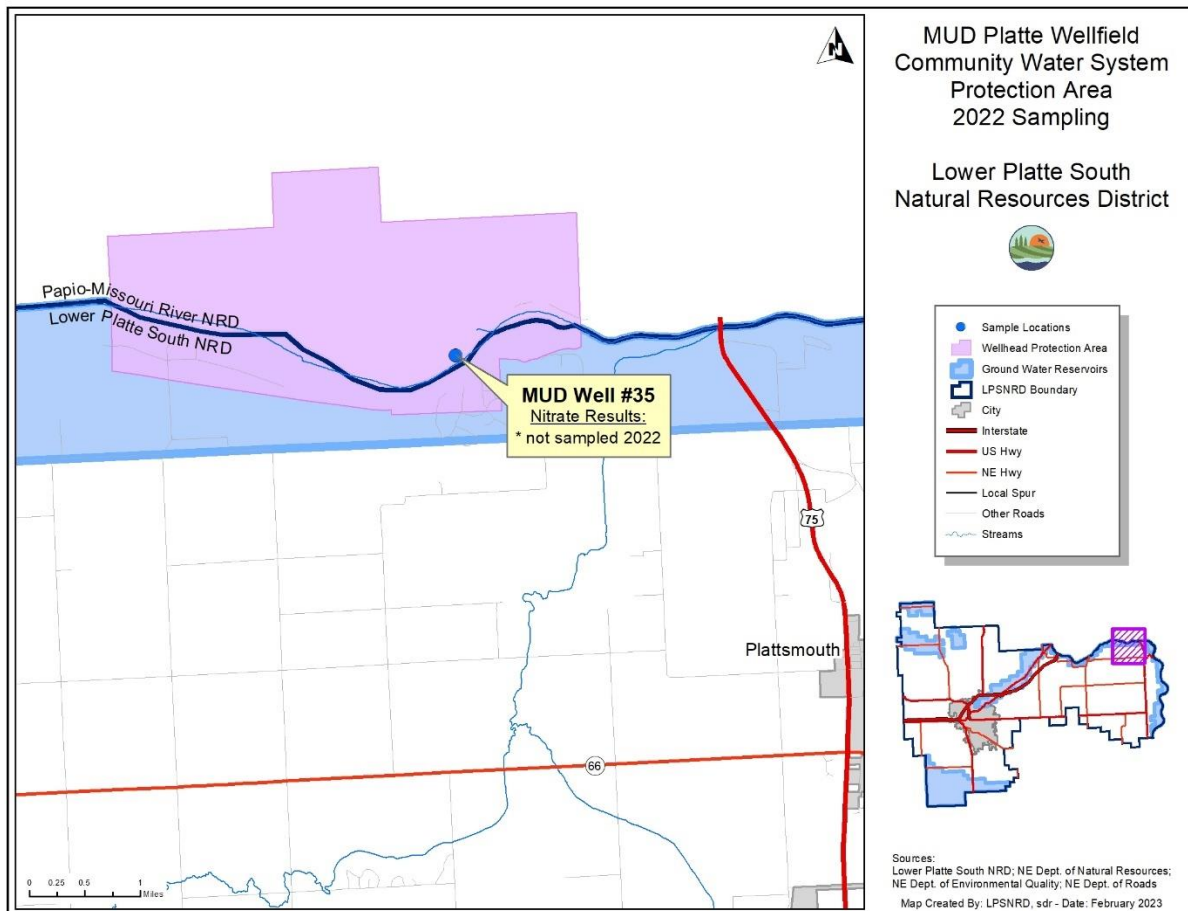 MUD Platte Wellfield
Community Water System
Protection Area
2022 Sampling
Lower Platte South
Natural Resources District
N
Papio-Missouri River NRD
Lower Platte South NRD
MUD Well #35
Nitrate Results:
* not sampled 2022
75
Plattsmouth
66
0 0.25 0.5 1
Miles
Sample Locations
Wellhead Protection Area
Ground Water Reservoirs
LPSNRD Boundary
City
Interstate
US Hwy
NE Hwy
Local Spur
Other Roads
Streams
Sources:
Lower Platte South NRD; NE Dept. of Natural Resources;
NE Dept. of Environmental Quality; NE Dept. of Roads
Map Created By: LPSNRD, sdr - Date: February 2023